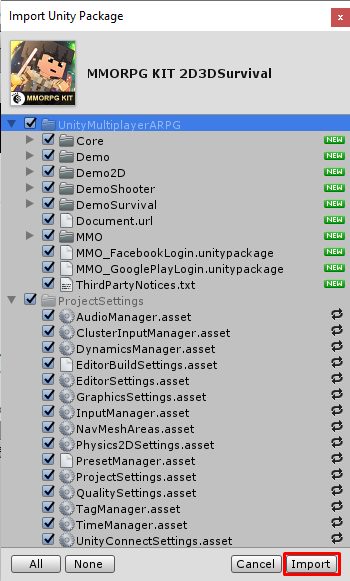 Import Unity Package
x
MMORPG KIT
MMORPG KIT 2D3DSurvival
UnityMultiplayerARPG
Core NEW
Demo NEW
Demo2D NEW
DemoShooter NEW
DemoSurvival NEW
Document.url NEW
MMO NEW
MMO_FacebookLogin.unitypackage NEW
MMO_GooglePlayLogin.unitypackage NEW
ThirdPartyNotices.txt NEW
ProjectSettings
AudioManager.asset
ClusterInputManager.asset
DynamicsManager.asset
EditorBuildSettings.asset
EditorSettings.asset
GraphicsSettings.asset
InputManager.asset
NavMeshAreas.asset
Physics2DSettings.asset
PresetManager.asset
ProjectSettings.asset
QualitySettings.asset
TagManager.asset
TimeManager.asset
UnityConnectSettings.asset
All None Cancel Import